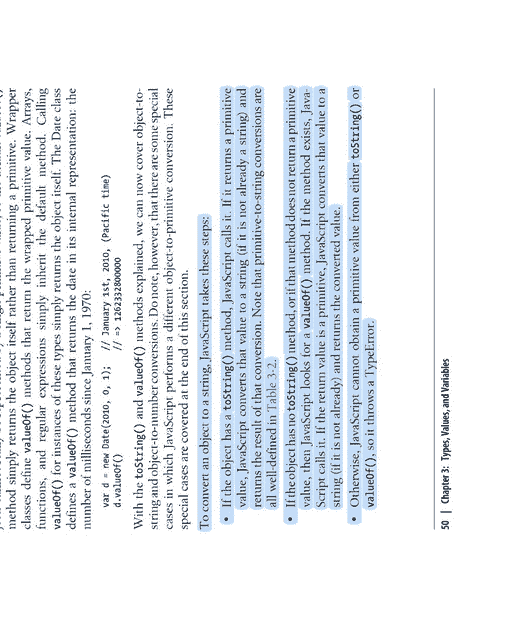 method simply returns the object itself rather than returning a primitive. Wrapper
classes define valueOf() methods that return the wrapped primitive value. Arrays,
functions, and regular expressions simply inherit the default method. Calling
valueOf() for instances of these types simply returns the object itself. The Date class
defines a valueOf() method that returns the date in its internal representation: the
number of milliseconds since January 1, 1970:
var d = new Date(2010, 0, 1); // January 1st, 2010, (Pacific time)
d.valueOf() // => 1262332800000
With the toString() and valueOf() methods explained, we can now cover object-to-
string and object-to-number conversions. Do note, however, that there are some special
cases in which JavaScript performs a different object-to-primitive conversion. These
special cases are covered at the end of this section.
To convert an object to a string, JavaScript takes these steps:
• If the object has a toString() method, JavaScript calls it. If it returns a primitive
value, JavaScript converts that value to a string (if it is not already a string) and
returns the result of that conversion. Note that primitive-to-string conversions are
all well-defined in Table 3-2.
• If the object has no toString() method, or if that method does not return a primitive
value, then JavaScript looks for a valueOf() method. If the method exists, Java-
Script calls it. If the return value is a primitive, JavaScript converts that value to a
string (if it is not already) and returns the converted value.
• Otherwise, JavaScript cannot obtain a primitive value from either toString() or
valueOf(), so it throws a TypeError.
50 | Chapter 3: Types, Values, and Variables